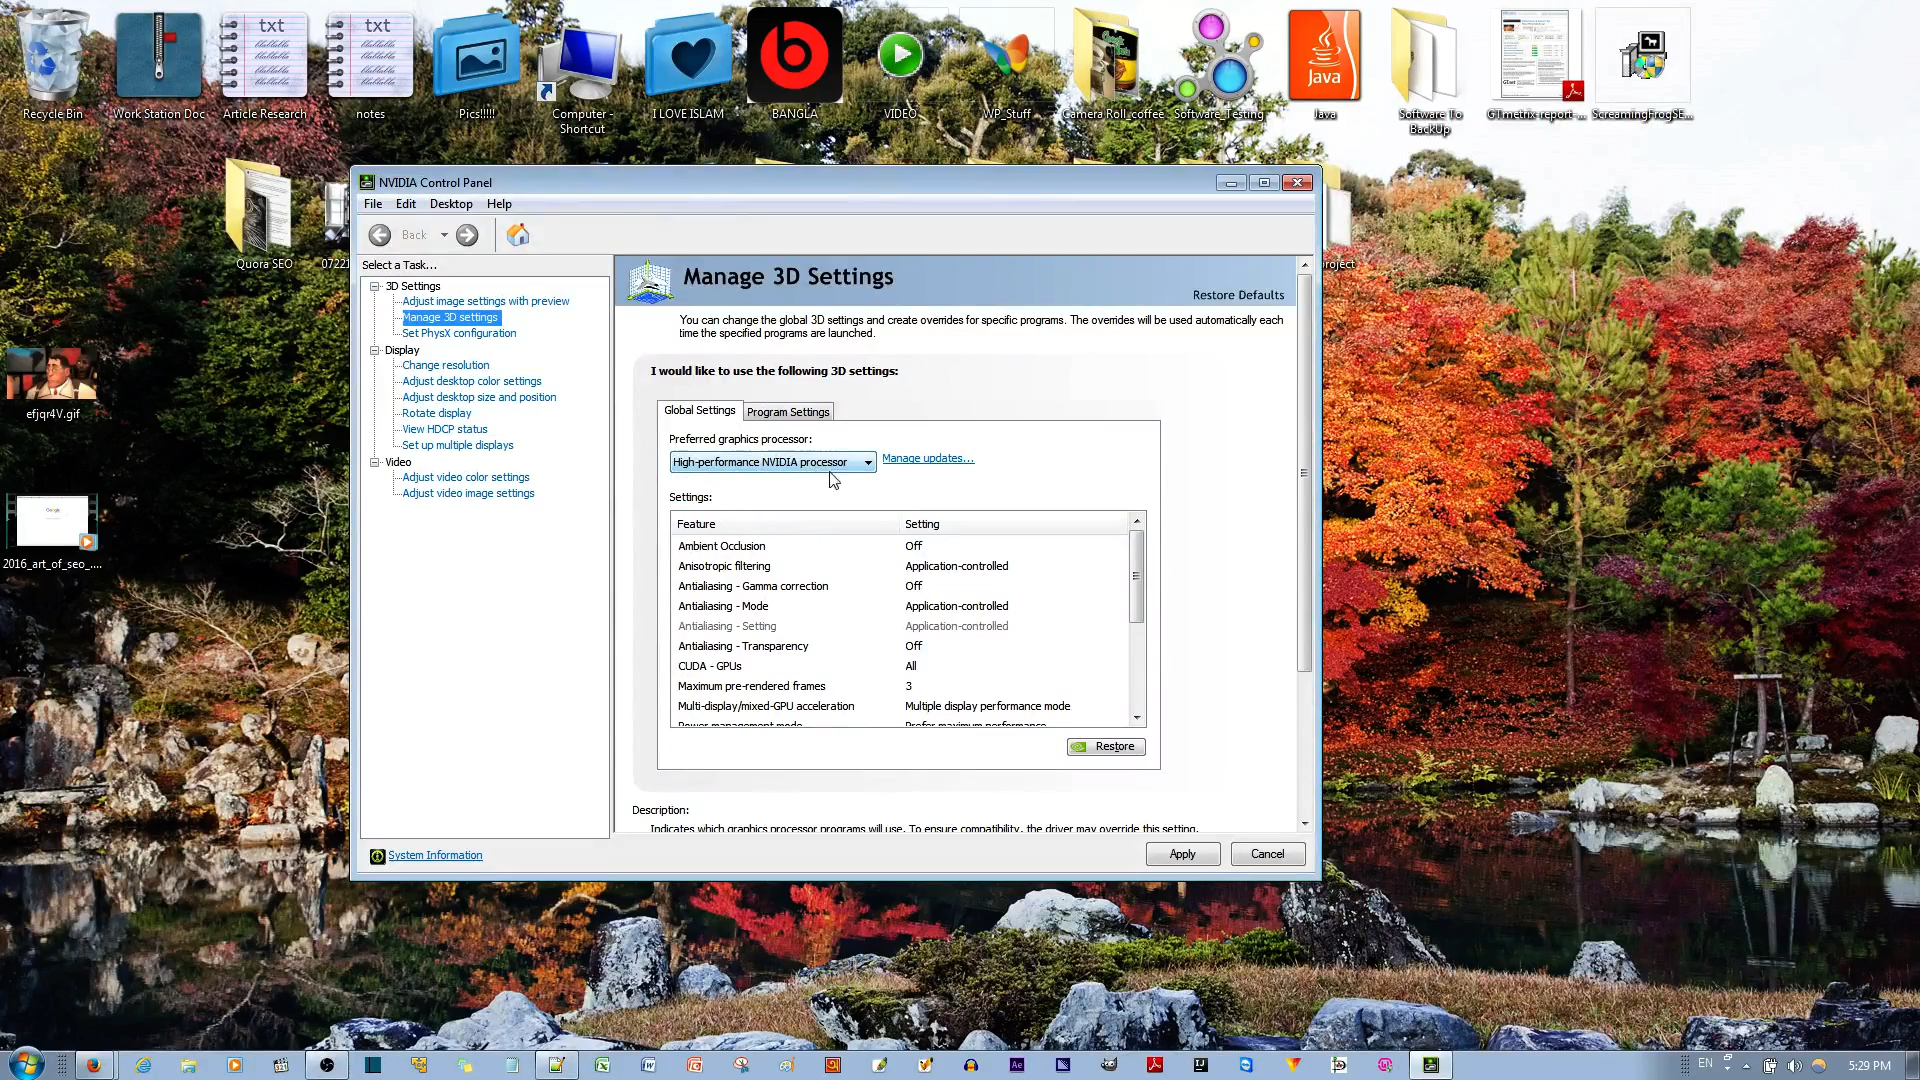 txt
txt
Java
Recycle Bin
Work Station Doc
Article Research
notes
Pics!!!!!
Computer -
Shortcut
I LOVE ISLAM
BANGLA
VIDEO
WP_Stuff
Camera Roll_coffee
Software_Testing
Java
Software To
BackUp
GTmetrix-report-...
ScreamingFrogSE...
Quora SEO
0722
roject
efjqr4V.gif
2016_art_of_seo_....
NVIDIA Control Panel
File Edit Desktop Help
Back
Select a Task...
3D Settings
Adjust image settings with preview
Manage 3D settings
Set PhysX configuration
Display
Change resolution
Adjust desktop color settings
Adjust desktop size and position
Rotate display
View HDCP status
Set up multiple displays
Video
Adjust video color settings
Adjust video image settings
System Information
Manage 3D Settings
Restore Defaults
You can change the global 3D settings and create overrides for specific programs. The overrides will be used automatically each
time the specified programs are launched.
I would like to use the following 3D settings:
Global Settings Program Settings
Preferred graphics processor:
High-performance NVIDIA processor Manage updates...
Settings:
Feature Setting
Ambient Occlusion Off
Anisotropic filtering Application-controlled
Antialiasing - Gamma correction Off
Antialiasing - Mode Application-controlled
Antialiasing - Setting Application-controlled
Antialiasing - Transparency Off
CUDA - GPUs All
Maximum pre-rendered frames 3
Multi-display/mixed-GPU acceleration Multiple display performance mode
Power management mode Prefer maximum performance
Restore
Description:
Indicates which graphics processor programs will use. To ensure compatibility, the driver may override this setting.
Apply Cancel
EN
5:29 PM